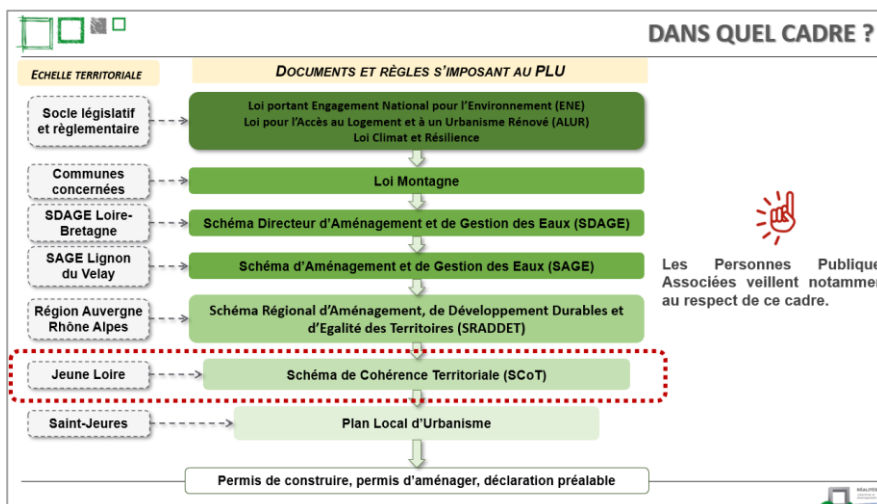 DANS QUEL CADRE ?
ECHELLE TERRITORIALE
DOCUMENTS ET RÈGLES S'IMPOSANT AU PLU
Socle législatif
et règlementaire
Loi portant Engagement National pour l'Environnement (ENE)
Loi pour l'Accès au Logement et à un Urbanisme Rénové (ALUR)
Loi Climat et Résilience
Communes
concernées
Loi Montagne
SDAGE Loire-
Bretagne
Schéma Directeur d'Aménagement et de Gestion des Eaux (SDAGE)
SAGE Lignon
du Velay
Schéma d'Aménagement et de Gestion des Eaux (SAGE)
Région Auvergne
Rhône Alpes
Schéma Régional d'Aménagement, de Développement Durables et
d'Egalité des Territoires (SRADDET)
Jeune Loire
Schéma de Cohérence Territoriale (SCoT)
Saint-Jeures
Plan Local d'Urbanisme
Permis de construire, permis d'aménager, déclaration préalable
Les Personnes Publique
Associées veillent notammen
au respect de ce cadre.